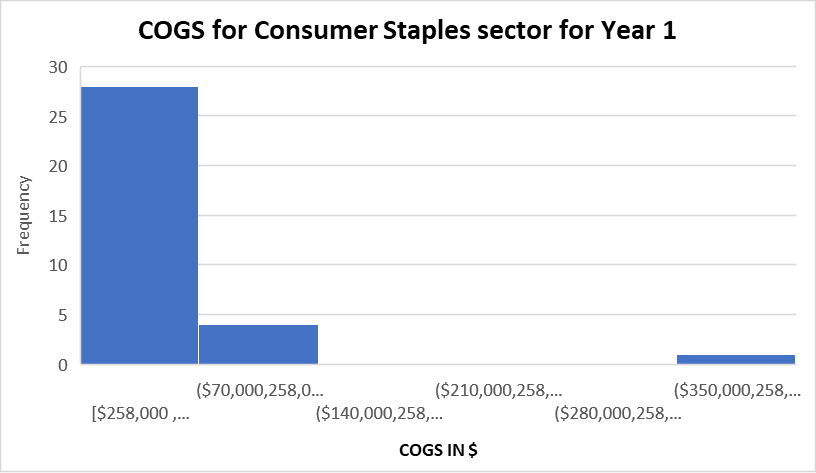 COGS for Consumer Staples sector for Year 1
30
25
20
15
10
5
0
Frequency
($70,000,258,0... ($210,000,258,... ($350,000,258,...
[$258,000 ,... ($140,000,258,... ($280,000,258,...
COGS IN $